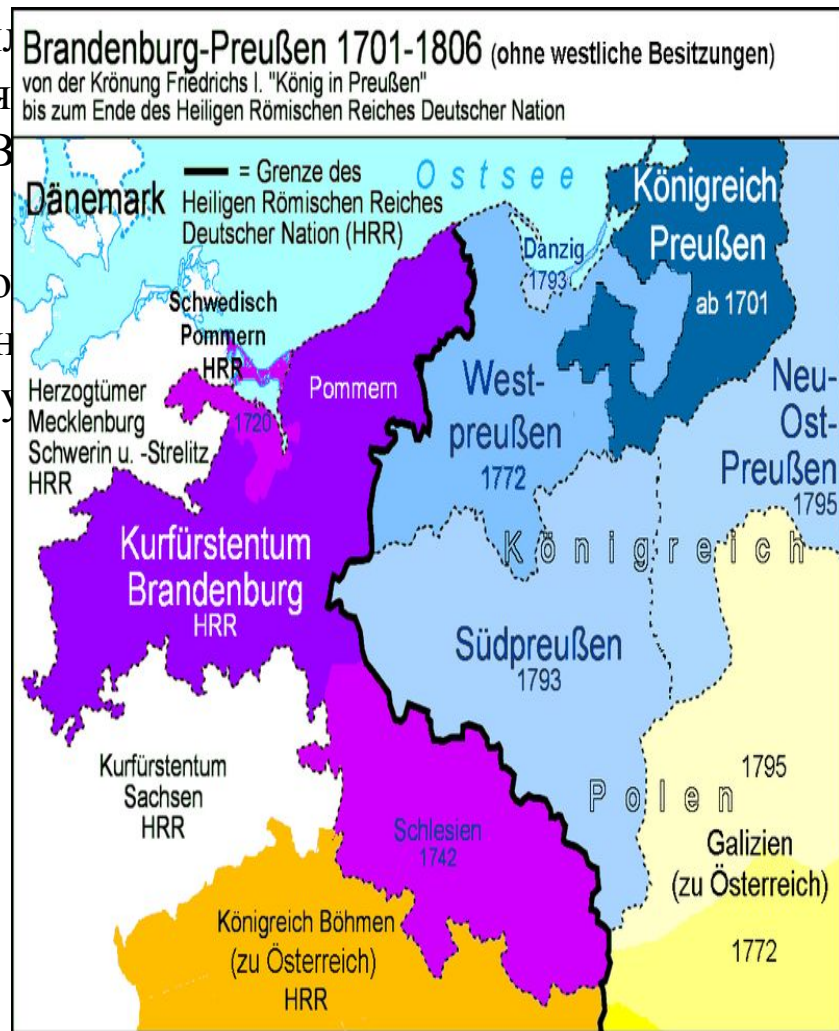 Brandenburg-Preußen 1701-1806 (ohne westliche Besitzungen)
von der Krönung Friedrichs I. "König in Preußen"
bis zum Ende des Heiligen Römischen Reiches Deutscher Nation
Dänemark
= Grenze des
Heiligen Römischen Reiches
Deutscher Nation (HRR)
Ostsee
Königreich
Preußen
ab 1701
Danzig
1793
Schwedisch
Pommern
HRR
Pommern
1720
Herzogtümer
Mecklenburg
Schwerin u. -Strelitz
HRR
West-
preußen
1772
Neu-
Ost-
Preußen
1795
Kurfürstentum
Brandenburg
HRR
Königreich
Südpreußen
1793
Kurfürstentum
Sachsen
HRR
Polen
1795
Schlesien
1742
Galizien
(zu Österreich)
1772
Königreich Böhmen
(zu Österreich)
HRR